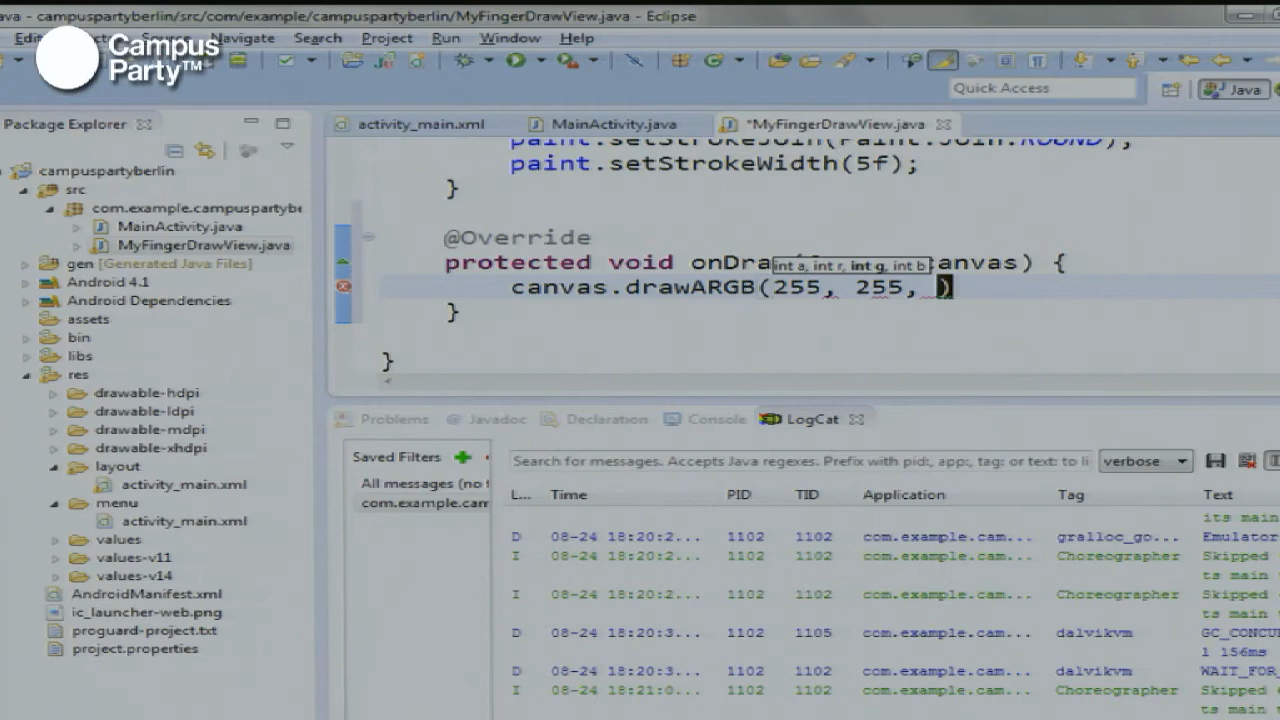 ava - campuspartyberlin/src/com/example/campuspartyberlin/MyFingerDrawView.java - Eclipse
Edit Navigate Search Project Run Window Help
Campus
Party™
Quick Access
Java
Package Explorer
activity_main.xml
MainActivity.java
*MyFingerDrawView.java
campuspartyberlin
src
com.example.campuspartybe
MainActivity.java
MyFingerDrawView.java
gen [Generated Java Files]
Android 4.1
Android Dependencies
assets
bin
libs
res
drawable-hdpi
drawable-ldpi
drawable-mdpi
drawable-xhdpi
layout
activity_main.xml
menu
activity_main.xml
values
values-v11
values-v14
AndroidManifest.xml
ic_launcher-web.png
proguard-project.txt
project.properties
paint.setStrokeJoin(Paint.Join.ROUND);
paint.setStrokeWidth(5f);
}
@Override
protected void onDra canvas) {
int a, int r, int g, int b
canvas.drawARGB(255, 255, )
}
}
Problems @ Javadoc Declaration Console LogCat
Saved Filters
All messages (no f
com.example.cam
Search for messages. Accepts Java regexes. Prefix with pid:, app:, tag: or text: to li
verbose
L... Time PID TID Application Tag Text
its main
D 08-24 18:20:2... 1102 1102 com.example.cam... gralloc_go... Emulator
I 08-24 18:20:2... 1102 1102 com.example.cam... Choreographer Skipped
ts main
I 08-24 18:20:2... 1102 1102 com.example.cam... Choreographer Skipped
ts main
D 08-24 18:20:3... 1102 1105 com.example.cam... dalvikvm GC_CONCU
1 156ms
D 08-24 18:20:3... 1102 1102 com.example.cam... dalvikvm WAIT_FOR_
I 08-24 18:21:0... 1102 1102 com.example.cam... Choreographer Skipped
ts main